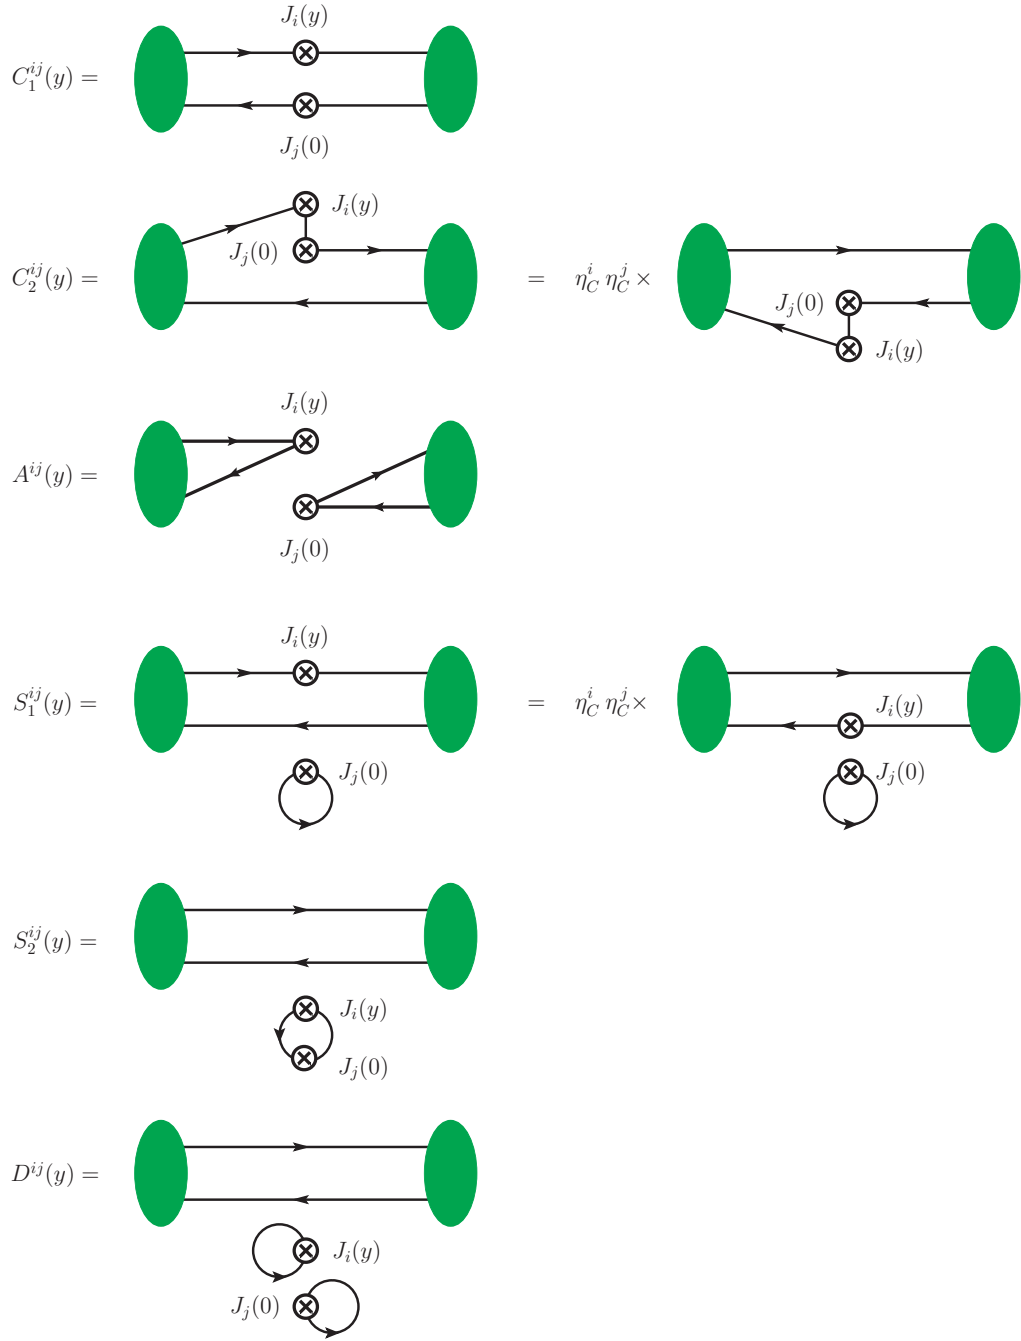 J_i(y)
C_1^{ij}(y) =
J_j(0)
J_i(y)
J_j(0)
C_2^{ij}(y) =
= η_C^i η_C^j ×
J_j(0)
J_i(y)
J_i(y)
A^{ij}(y) =
J_j(0)
J_i(y)
S_1^{ij}(y) =
= η_C^i η_C^j ×
J_i(y)
J_j(0)
J_j(0)
S_2^{ij}(y) =
J_i(y)
J_j(0)
D^{ij}(y) =
J_i(y)
J_j(0)